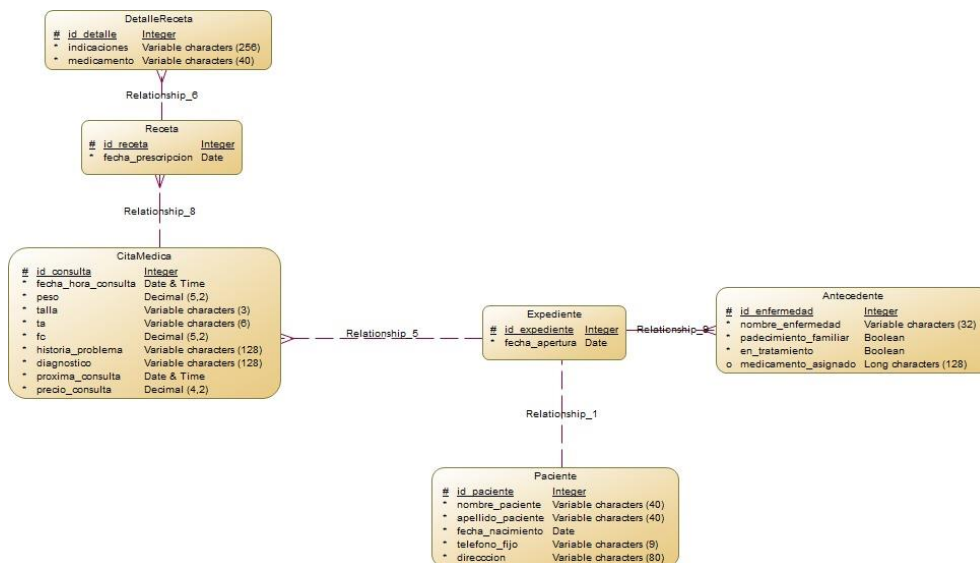 DetalleReceta
# id_detalle Integer
* indicaciones Variable characters (256)
* medicamento Variable characters (40)
Relationship_6
Receta
# id_receta Integer
* fecha_prescripcion Date
Relationship_8
CitaMedica
# id_consulta Integer
* fecha_hora_consulta Date & Time
* peso Decimal (5,2)
* talla Variable characters (3)
* ta Variable characters (6)
* fc Decimal (5,2)
* historia_problema Variable characters (128)
* diagnostico Variable characters (128)
* proxima_consulta Date & Time
* precio_consulta Decimal (4,2)
Relationship_5
Expediente
# id_expediente Integer
* fecha_apertura Date
Relationship_9
Antecedente
# id_enfermedad Integer
* nombre_enfermedad Variable characters (32)
* padecimiento_familiar Boolean
* en_tratamiento Boolean
o medicamento_asignado Long characters (128)
Relationship_1
Paciente
# id_paciente Integer
* nombre_paciente Variable characters (40)
* apellido_paciente Variable characters (40)
* fecha_nacimiento Date
* telefono_fijo Variable characters (9)
* direcccion Variable characters (80)